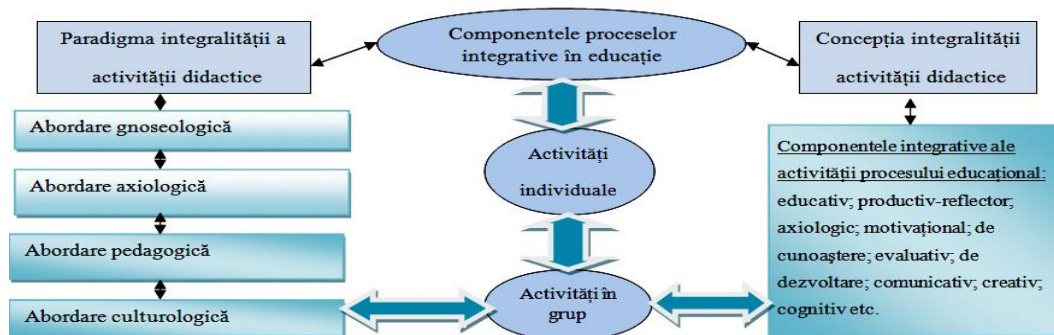 Paradigma integralității a
activității didactice
Componentele proceselor
integrative în educație
Concepția integralității
activității didactice
Abordare gnoseologică
Abordare axiologică
Abordare pedagogică
Abordare culturologică
Activități
individuale
Activități în
grup
Componentele integrative ale
activității procesului educațional:
educativ; productiv-reflector;
axiologic; motivațional; de
cunoaștere; evaluativ; de
dezvoltare; comunicativ; creativ;
cognitiv etc.